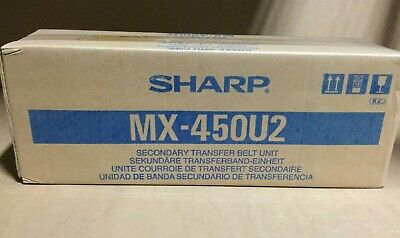 SHARP®
MX-450U2
SECONDARY TRANSFER BELT UNIT
SEKUNDÄRE TRANSFERBAND-EINHEIT
UNITE COURROIE DE TRANSFERT SECONDAIRE
UNIDAD DE BANDA SECUNDARIO DE TRANSFERENCIA